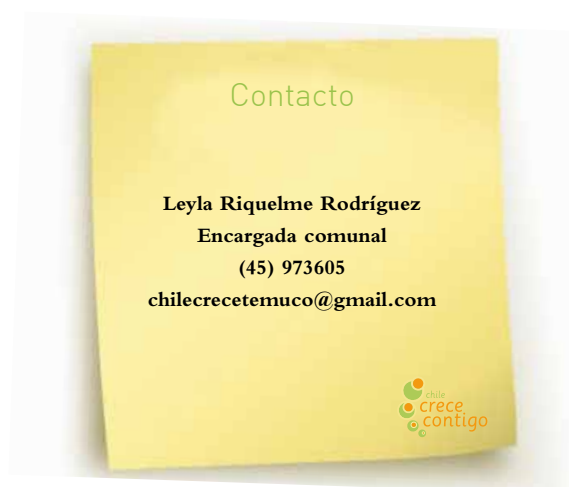 Contacto
Leyla Riquelme Rodríguez
Encargada comunal
(45) 973605
chilecrecetemuco@gmail.com
chile
crece
contigo